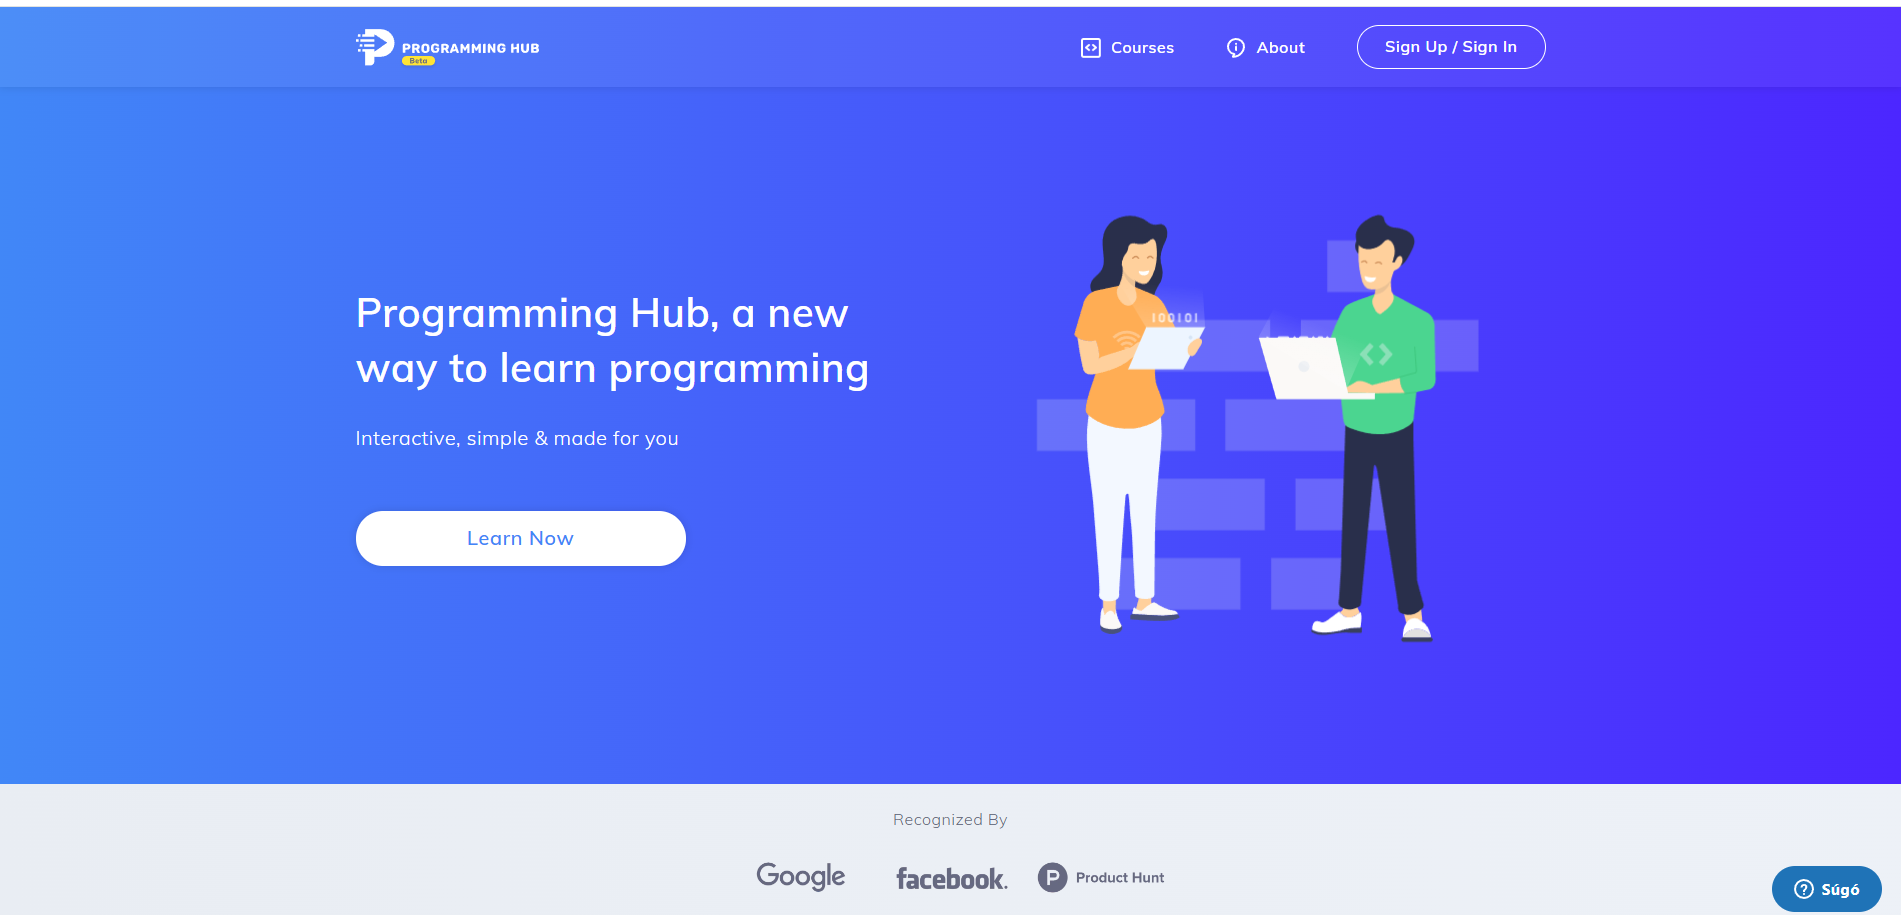 PROGRAMMING HUB
Beta
Courses
About
Sign Up / Sign In
Programming Hub, a new
way to learn programming
Interactive, simple & made for you
Learn Now
100101
Recognized By
Google
facebook.
P Product Hunt
Súgó